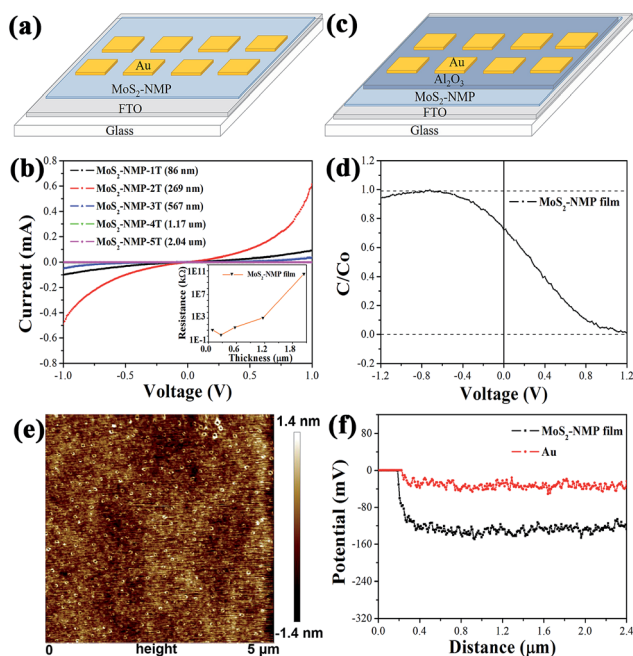 (a)
Au
MoS2-NMP
FTO
Glass
(c)
Au
Al2O3
MoS2-NMP
FTO
Glass
(b)
MoS2-NMP-1T (86 nm)
MoS2-NMP-2T (269 nm)
MoS2-NMP-3T (567 nm)
MoS2-NMP-4T (1.17 um)
MoS2-NMP-5T (2.04 um)
Current (mA)
0.8
0.6
0.4
0.2
0.0
-0.2
-0.4
-0.6
-0.8
-1.0
-0.5
0.0
0.5
1.0
Voltage (V)
Resistance (kΩ)
1E11
1E7
1E3
1E-1
MoS2-NMP film
0.0
0.6
1.2
1.8
Thickness (μm)
(d)
MoS2-NMP film
C/Co
1.2
1.0
0.8
0.6
0.4
0.2
0.0
-0.2
-1.2
-0.8
-0.4
0.0
0.4
0.8
1.2
Voltage (V)
(e)
1.4 nm
-1.4 nm
0
height
5 μm
(f)
MoS2-NMP film
Au
Potential (mV)
80
0
-80
-160
-240
-320
0.0
0.6
1.2
1.8
2.4
Distance (μm)